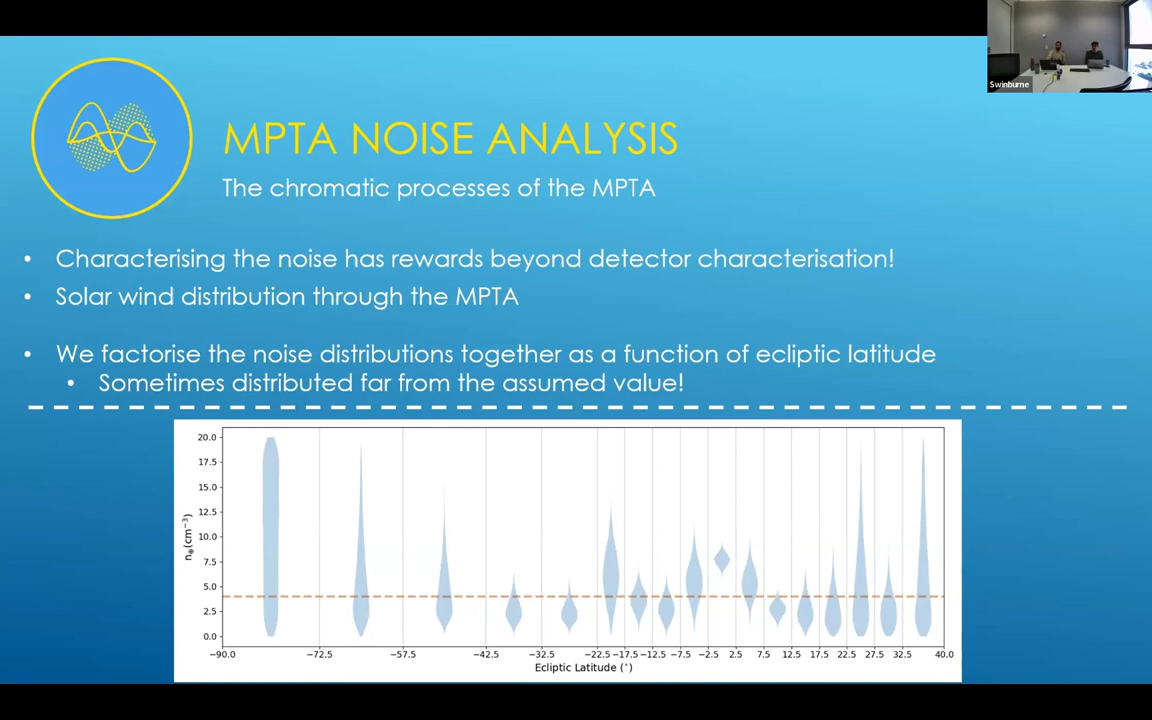 Swinburne
MPTA NOISE ANALYSIS
The chromatic processes of the MPTA
• Characterising the noise has rewards beyond detector characterisation!
• Solar wind distribution through the MPTA
• We factorise the noise distributions together as a function of ecliptic latitude
• Sometimes distributed far from the assumed value!
20.0
17.5
15.0
12.5
10.0
7.5
5.0
2.5
0.0
n⊕(cm⁻³)
−90.0 −72.5 −57.5 −42.5 −32.5 −22.5 −17.5 −12.5 −7.5 −2.5 2.5 7.5 12.5 17.5 22.5 27.5 32.5 40.0
Ecliptic Latitude (°)